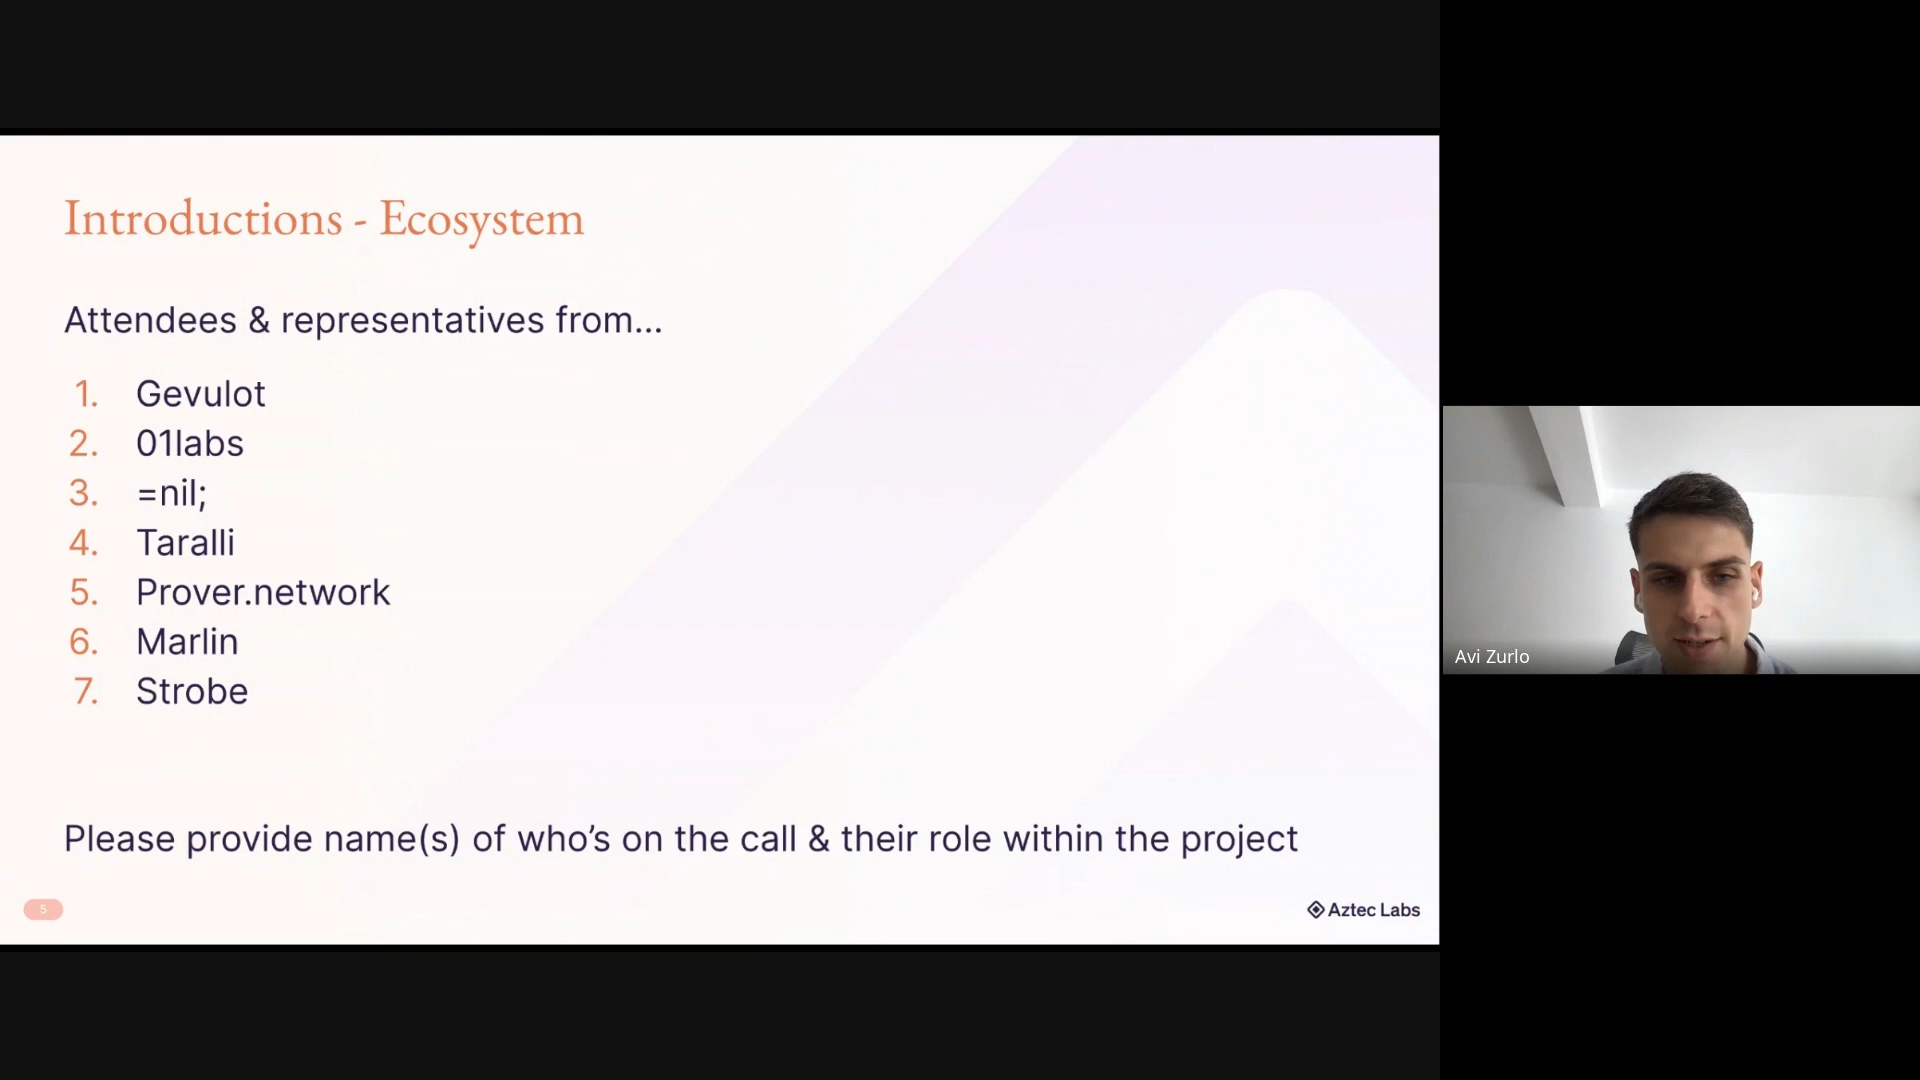 Introductions - Ecosystem
Attendees & representatives from...
1. Gevulot
2. 01labs
3. =nil;
4. Taralli
5. Prover.network
6. Marlin
7. Strobe
Please provide name(s) of who’s on the call & their role within the project
5
Aztec Labs
Avi Zurlo